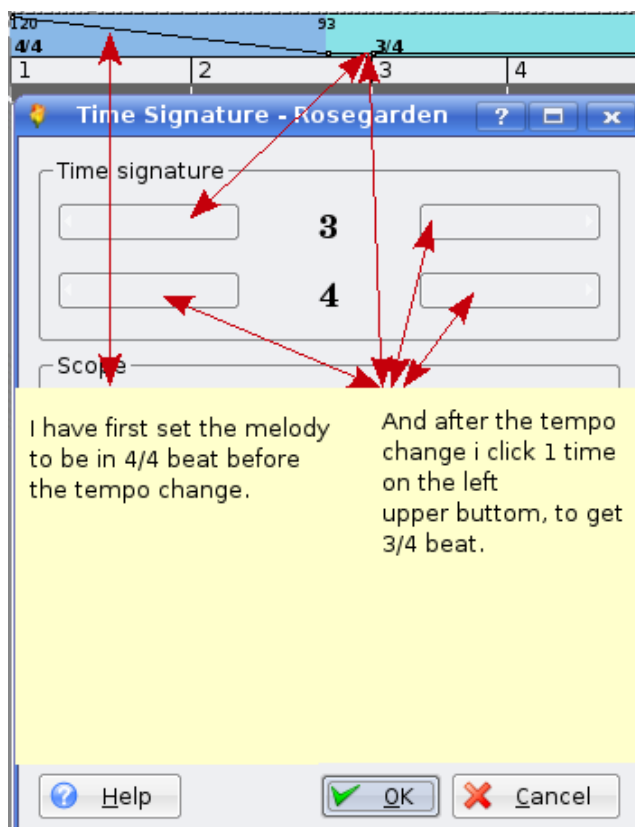 120 93
4/4 3/4
1 2 3 4
Time Signature - Rosegarden ?
Time signature
3
4
Scope
I have first set the melody
to be in 4/4 beat before
the tempo change.
And after the tempo
change i click 1 time
on the left
upper buttom, to get
3/4 beat.
Help OK Cancel